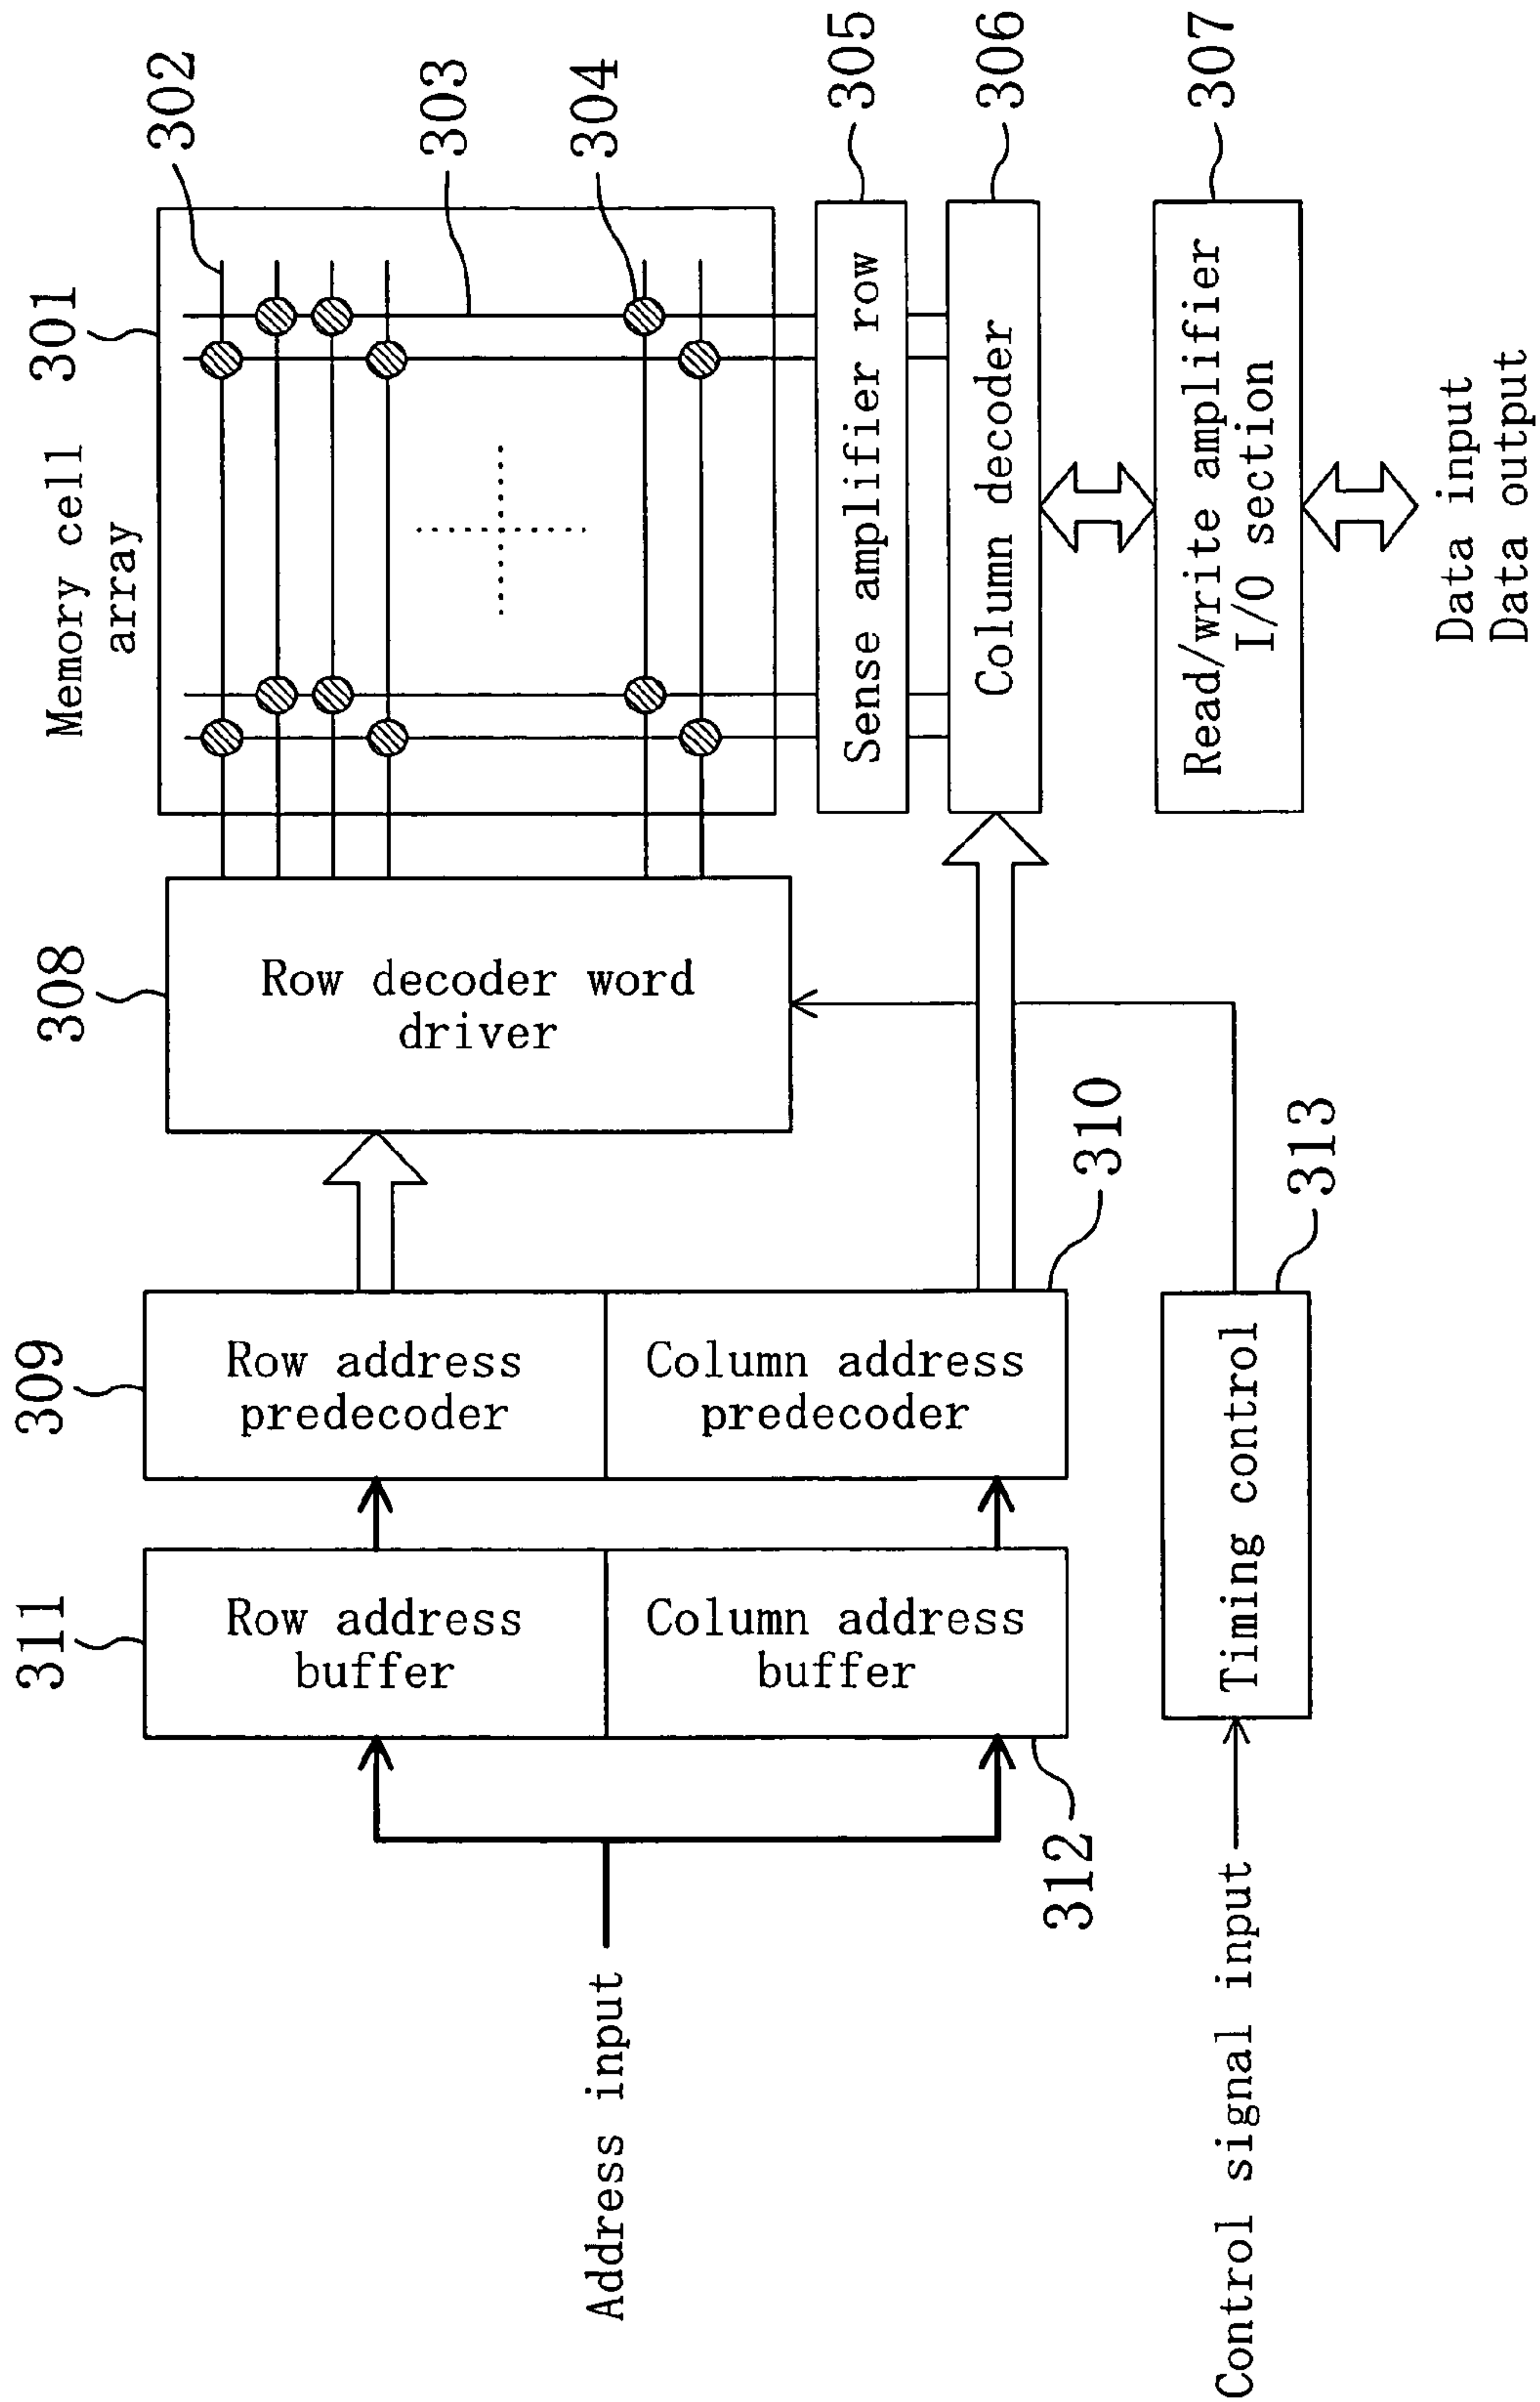 Memory cell 301
array
302
303
304
305
306
307
308
Row decoder word
driver
Sense amplifier row
Column decoder
Read/write amplifier
I/O section
Data input
Data output
309
Row address
predecoder
Column address
predecoder
310
311
Row address
buffer
Column address
buffer
312
Timing control
313
Address input
Control signal input